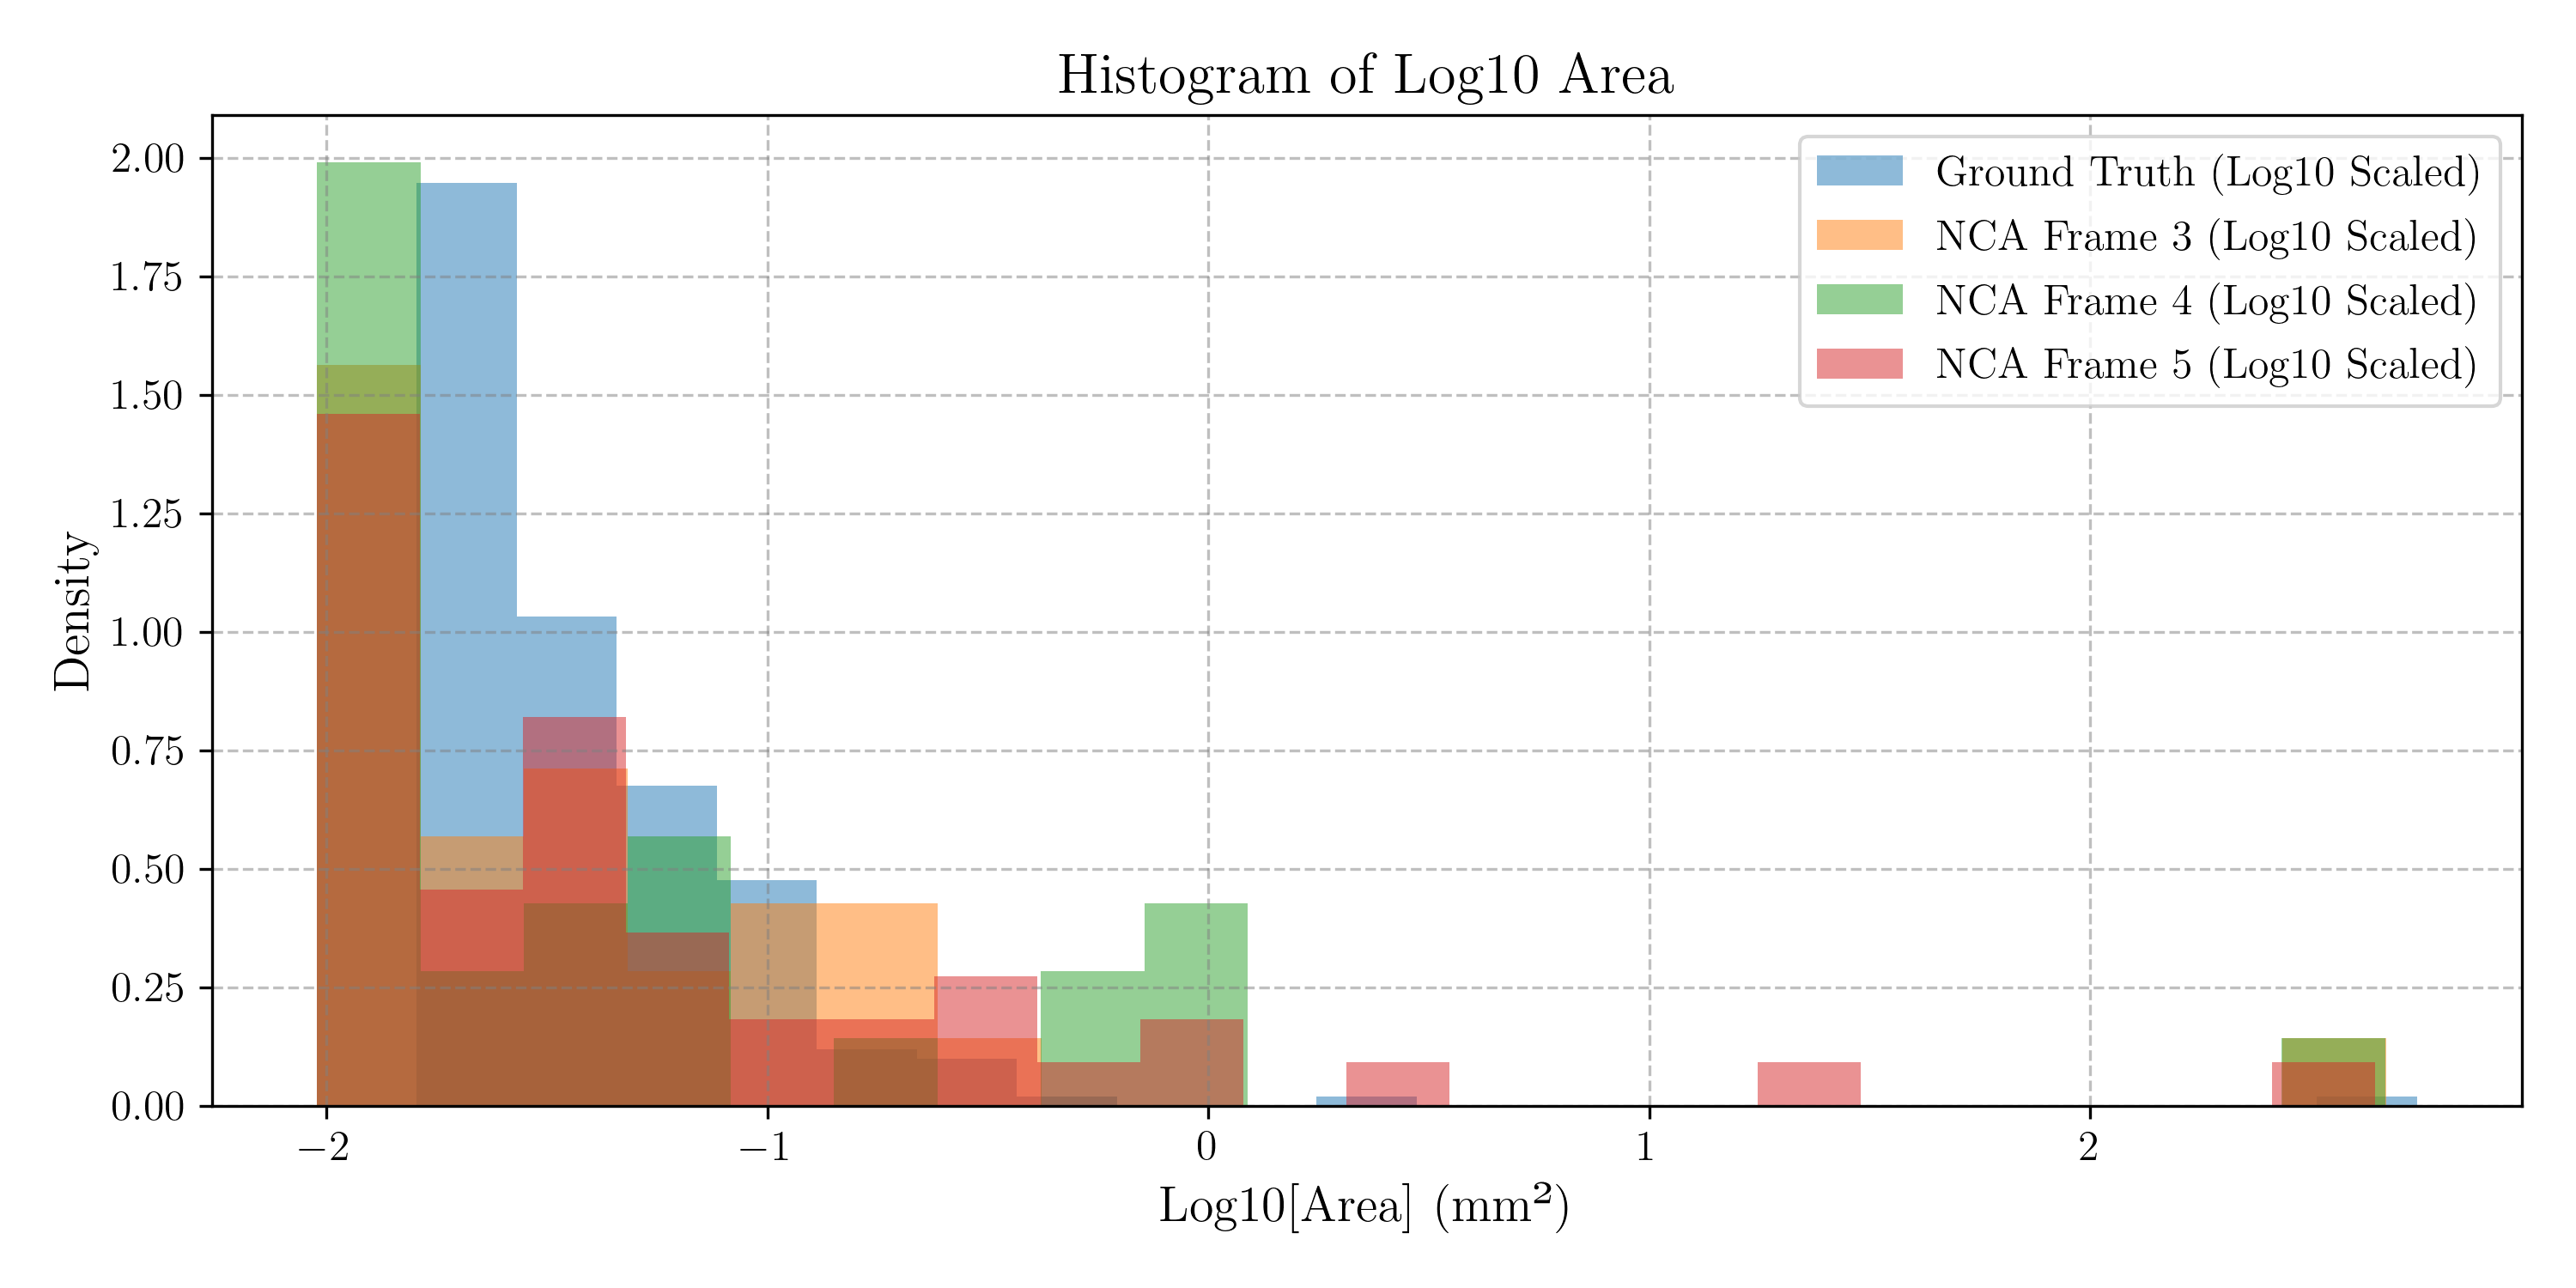 Histogram of Log10 Area
Ground Truth (Log10 Scaled)
NCA Frame 3 (Log10 Scaled)
NCA Frame 4 (Log10 Scaled)
NCA Frame 5 (Log10 Scaled)
Density
2.00
1.75
1.50
1.25
1.00
0.75
0.50
0.25
0.00
−2 −1 0 1 2
Log10[Area] (mm²)